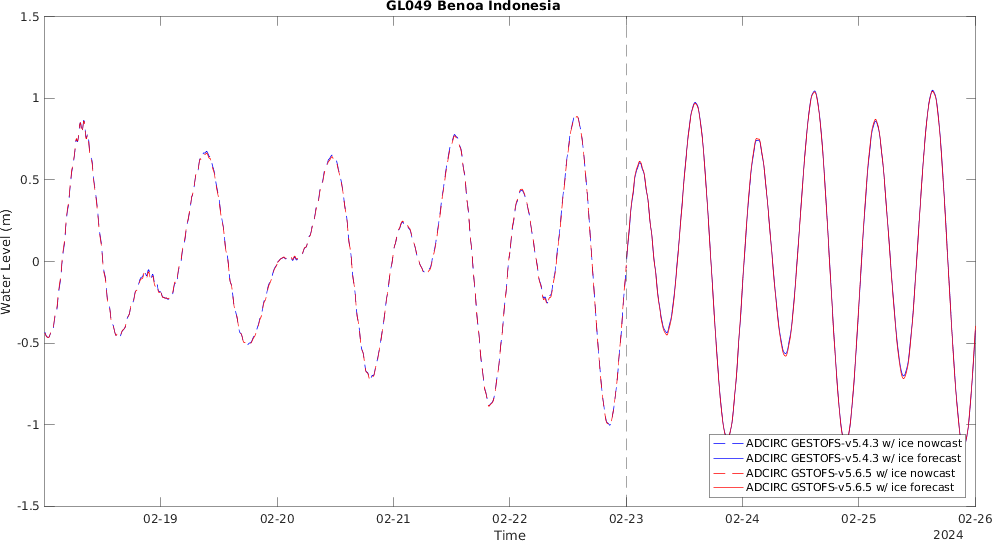 GL049 Benoa Indonesia
1.5
1
0.5
0
-0.5
-1
-1.5
Water Level (m)
02-19
02-20
02-21
02-22
02-23
02-24
02-25
02-26
Time
2024
ADCIRC GESTOFS-v5.4.3 w/ ice nowcast
ADCIRC GESTOFS-v5.4.3 w/ ice forecast
ADCIRC GSTOFS-v5.6.5 w/ ice nowcast
ADCIRC GSTOFS-v5.6.5 w/ ice forecast